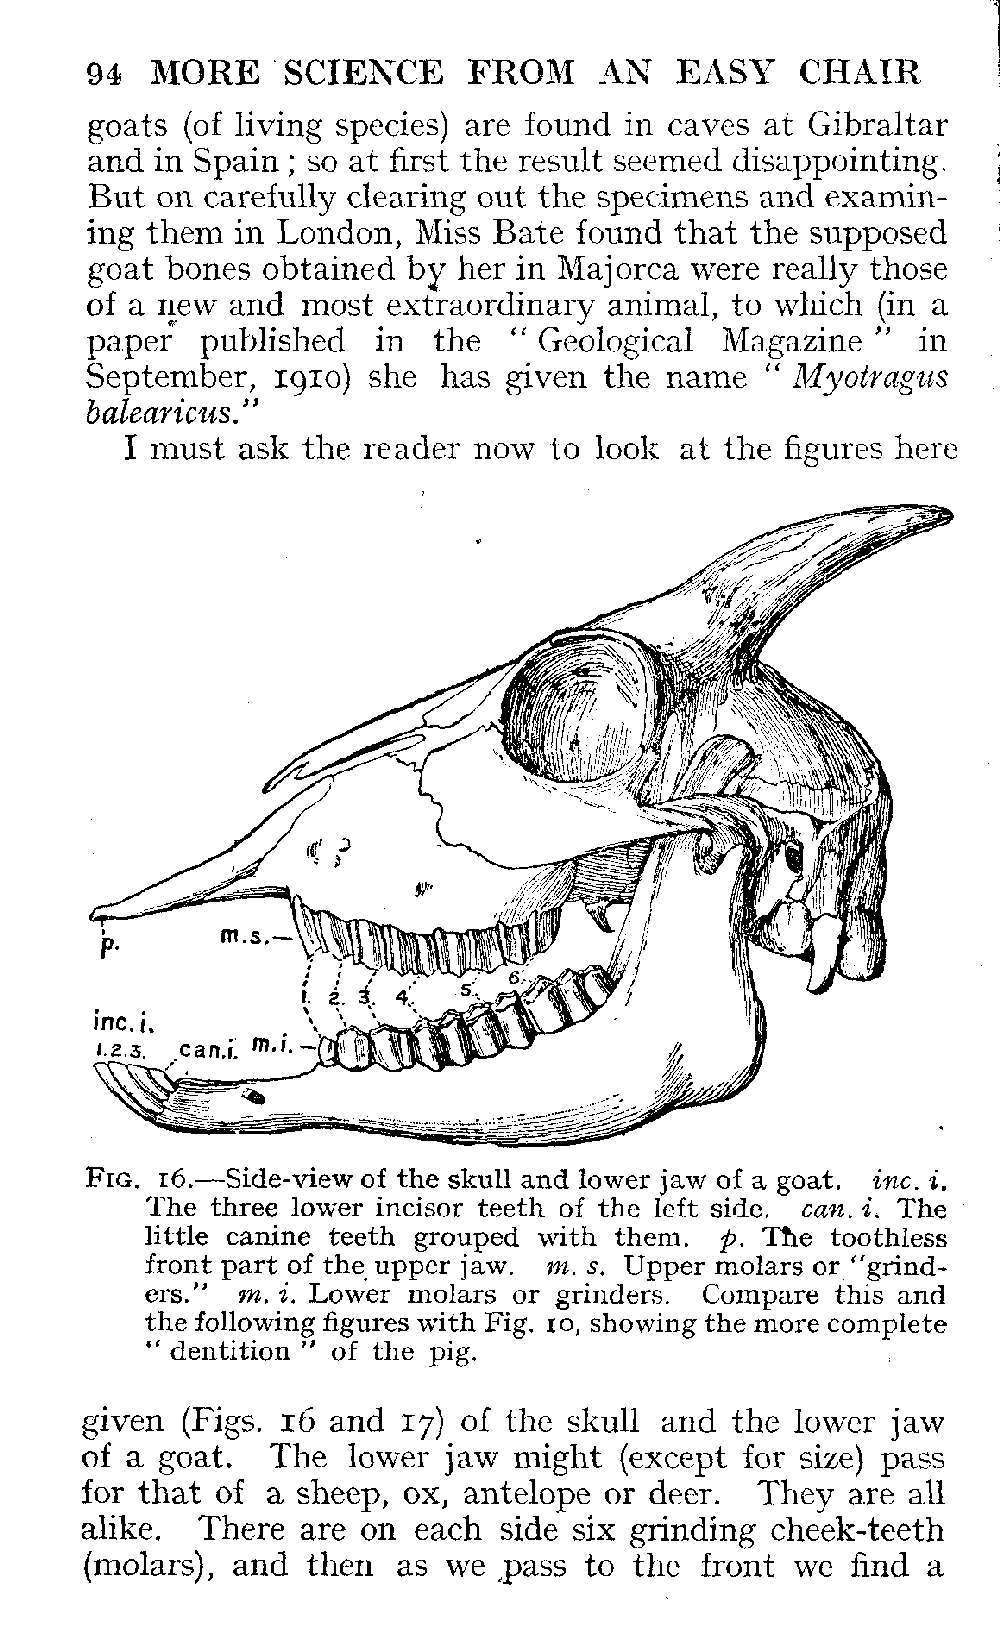 94 MORE SCIENCE FROM AN EASY CHAIR
goats (of living species) are found in caves at Gibraltar
and in Spain ; so at first the result seemed disappointing.
But on carefully clearing out the specimens and examin-
ing them in London, Miss Bate found that the supposed
goat bones obtained by her in Majorca were really those
of a new and most extraordinary animal, to which (in a
paper published in the “ Geological Magazine ” in
September, 1910) she has given the name “ Myotragus
balearicus.”
I must ask the reader now to look at the figures here
p.
m.s.—
1. 2. 3. 4. 5. 6.
inc. i.
1.2.3. can.i. m.i.—
FIG. 16.—Side-view of the skull and lower jaw of a goat. inc. i.
The three lower incisor teeth of the left side. can. i. The
little canine teeth grouped with them. p. The toothless
front part of the upper jaw. m. s. Upper molars or “grind-
ers.” m. i. Lower molars or grinders. Compare this and
the following figures with Fig. 10, showing the more complete
“ dentition ” of the pig.
given (Figs. 16 and 17) of the skull and the lower jaw
of a goat. The lower jaw might (except for size) pass
for that of a sheep, ox, antelope or deer. They are all
alike. There are on each side six grinding cheek-teeth
(molars), and then as we pass to the front we find a